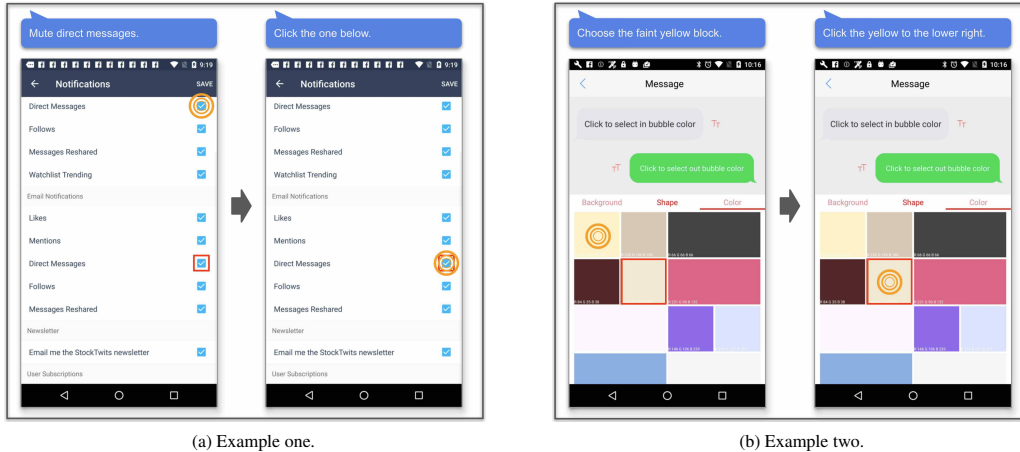 Mute direct messages.
Click the one below.
9:19
Notifications
SAVE
Direct Messages
Follows
Messages Reshared
Watchlist Trending
Email Notifications
Likes
Mentions
Direct Messages
Follows
Messages Reshared
Newsletter
Email me the StockTwits newsletter
User Subscriptions
9:19
Notifications
SAVE
Direct Messages
Follows
Messages Reshared
Watchlist Trending
Email Notifications
Likes
Mentions
Direct Messages
Follows
Messages Reshared
Newsletter
Email me the StockTwits newsletter
User Subscriptions
(a) Example one.
Choose the faint yellow block.
Click the yellow to the lower right.
10:16
Message
Click to select in bubble color
Tт
тT
Click to select out bubble color
Background Shape Color
10:16
Message
Click to select in bubble color
Tт
тT
Click to select out bubble color
Background Shape Color
(b) Example two.